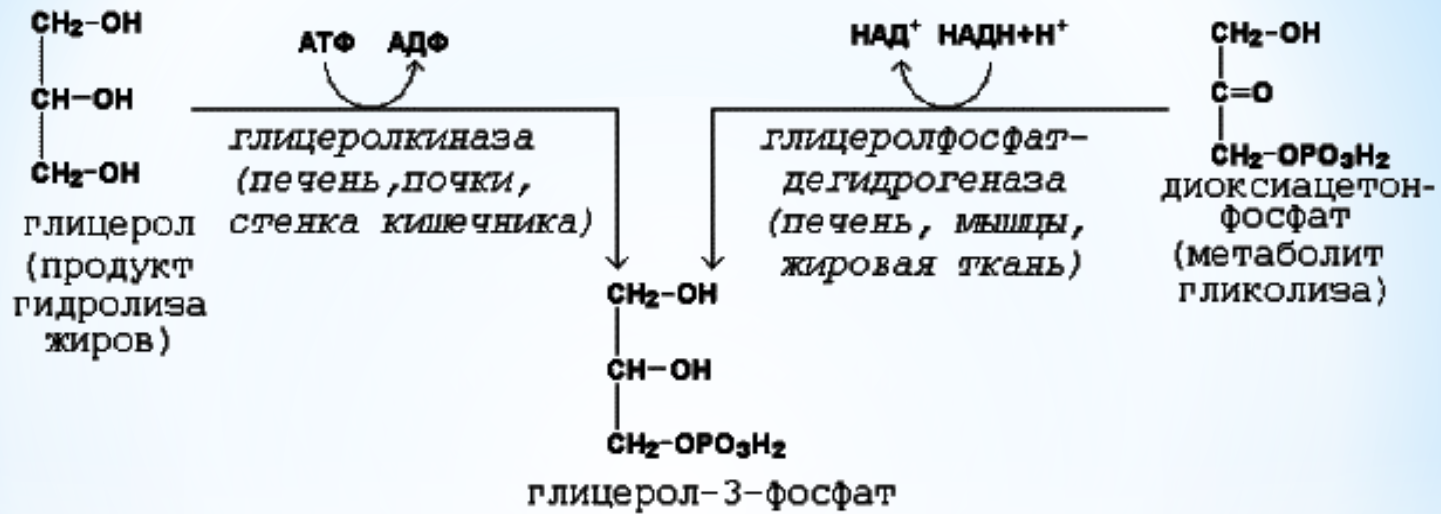 CH₂-OH
CH-OH
CH₂-OH
глицерол
(продукт
гидролиза
жиров)
АТФ АДФ
глицеролкиназа
(печень,почки,
стенка кишечника)
НАД⁺ НАДН+Н⁺
глицеролфосфат-
дегидрогеназа
(печень, мышцы,
жировая ткань)
CH₂-OH
C=O
CH₂-OPO₃H₂
диоксиацетон-
фосфат
(метаболит
гликолиза)
CH₂-OH
CH-OH
CH₂-OPO₃H₂
глицерол-3-фосфат